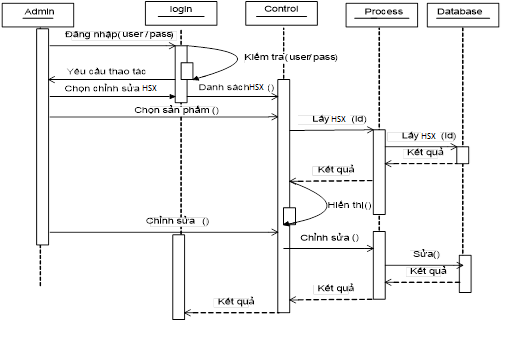 Admin
login
Control
Process
Database
Đăng nhập(user/pass)
Kiểm tra(user/pass)
Yêu cầu thao tác
Chọn chỉnh sửa HSX
Danh sáchHSX ()
Chọn sản phẩm ()
Lấy HSX (Id)
Lấy HSX (Id)
Kết quả
Kết quả
Hiển thị()
Chỉnh sửa ()
Chỉnh sửa ()
Sửa()
Kết quả
Kết quả
Kết quả